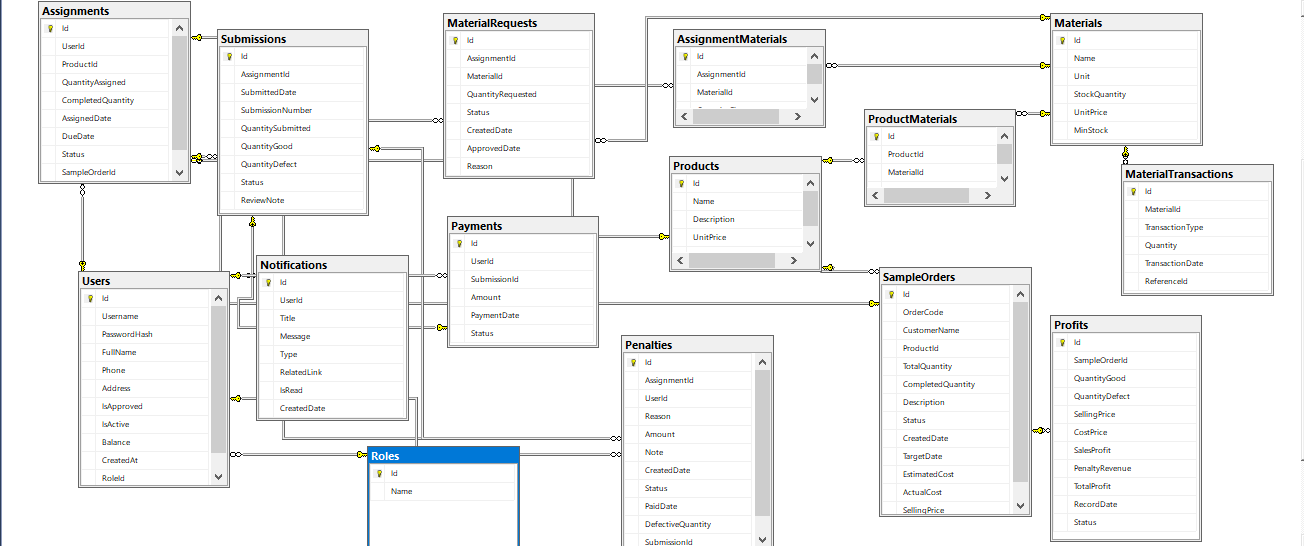 Assignments
Id
UserId
ProductId
QuantityAssigned
CompletedQuantity
AssignedDate
DueDate
Status
SampleOrderId
Submissions
Id
AssignmentId
SubmittedDate
SubmissionNumber
QuantitySubmitted
QuantityGood
QuantityDefect
Status
ReviewNote
MaterialRequests
Id
AssignmentId
MaterialId
QuantityRequested
Status
CreatedDate
ApprovedDate
Reason
AssignmentMaterials
Id
AssignmentId
MaterialId
Materials
Id
Name
Unit
StockQuantity
UnitPrice
MinStock
ProductMaterials
Id
ProductId
MaterialId
Products
Id
Name
Description
UnitPrice
MaterialTransactions
Id
MaterialId
TransactionType
Quantity
TransactionDate
ReferenceId
Payments
Id
UserId
SubmissionId
Amount
PaymentDate
Status
Notifications
Id
UserId
Title
Message
Type
RelatedLink
IsRead
CreatedDate
Users
Id
Username
PasswordHash
FullName
Phone
Address
IsApproved
IsActive
Balance
CreatedAt
RoleId
SampleOrders
Id
OrderCode
CustomerName
ProductId
TotalQuantity
CompletedQuantity
Description
Status
CreatedDate
TargetDate
EstimatedCost
ActualCost
SellingPrice
Profits
Id
SampleOrderId
QuantityGood
QuantityDefect
SellingPrice
CostPrice
SalesProfit
PenaltyRevenue
TotalProfit
RecordDate
Status
Penalties
Id
AssignmentId
UserId
Reason
Amount
Note
CreatedDate
Status
PaidDate
DefectiveQuantity
SubmissionId
Roles
Id
Name